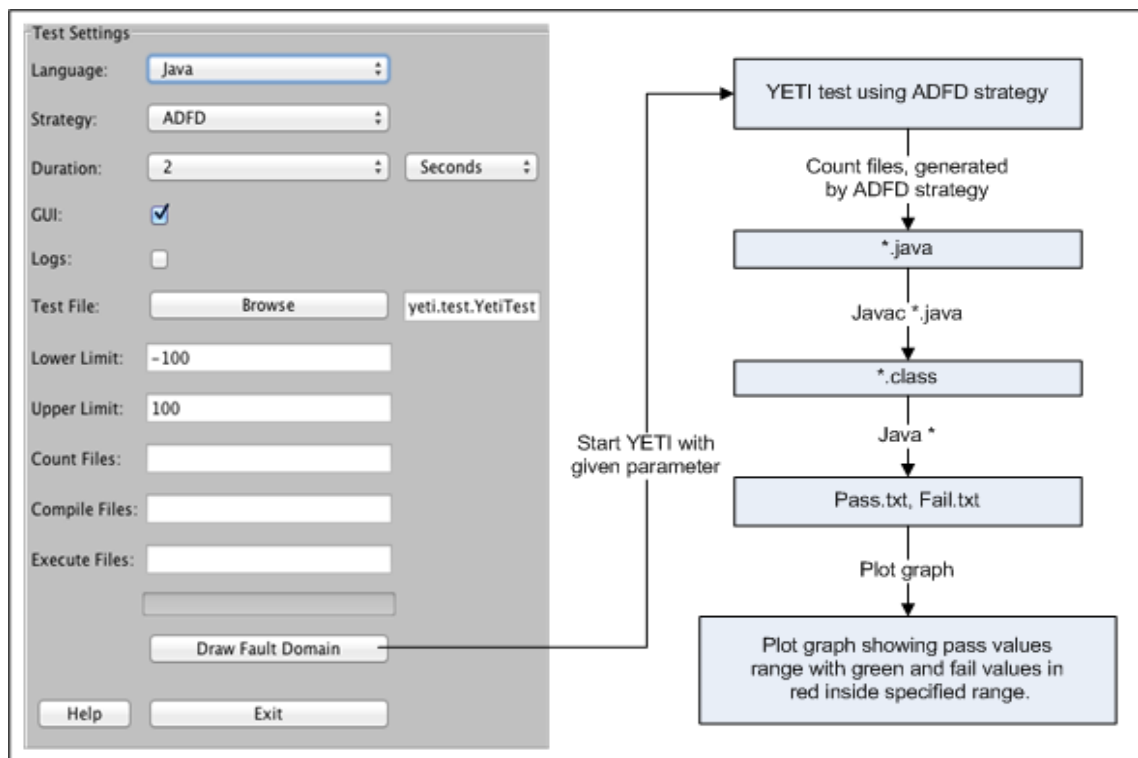 Test Settings
Language:
Java
Strategy:
ADFD
Duration:
2
Seconds
GUI:
Logs:
Test File:
Browse
yeti.test.YetiTest
Lower Limit:
-100
Upper Limit:
100
Count Files:
Compile Files:
Execute Files:
Draw Fault Domain
Help
Exit
Start YETI with
given parameter
YETI test using ADFD strategy
Count files, generated
by ADFD strategy
*.java
Javac *.java
*.class
Java *
Pass.txt, Fail.txt
Plot graph
Plot graph showing pass values
range with green and fail values in
red inside specified range.